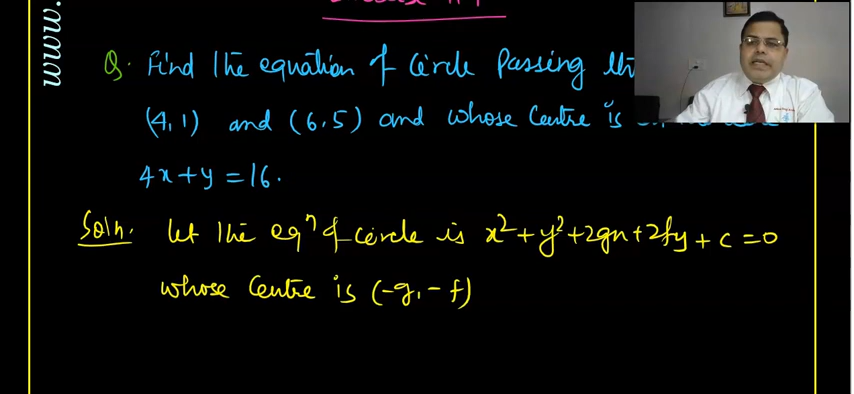 www.
Q. Find the equation of circle passing
(4,1) and (6,5) and whose centre is
4x+y=16.
Soln. Let the eqⁿ of circle is x²+y²+2gx+2fy+c=0
whose centre is (-g, -f)